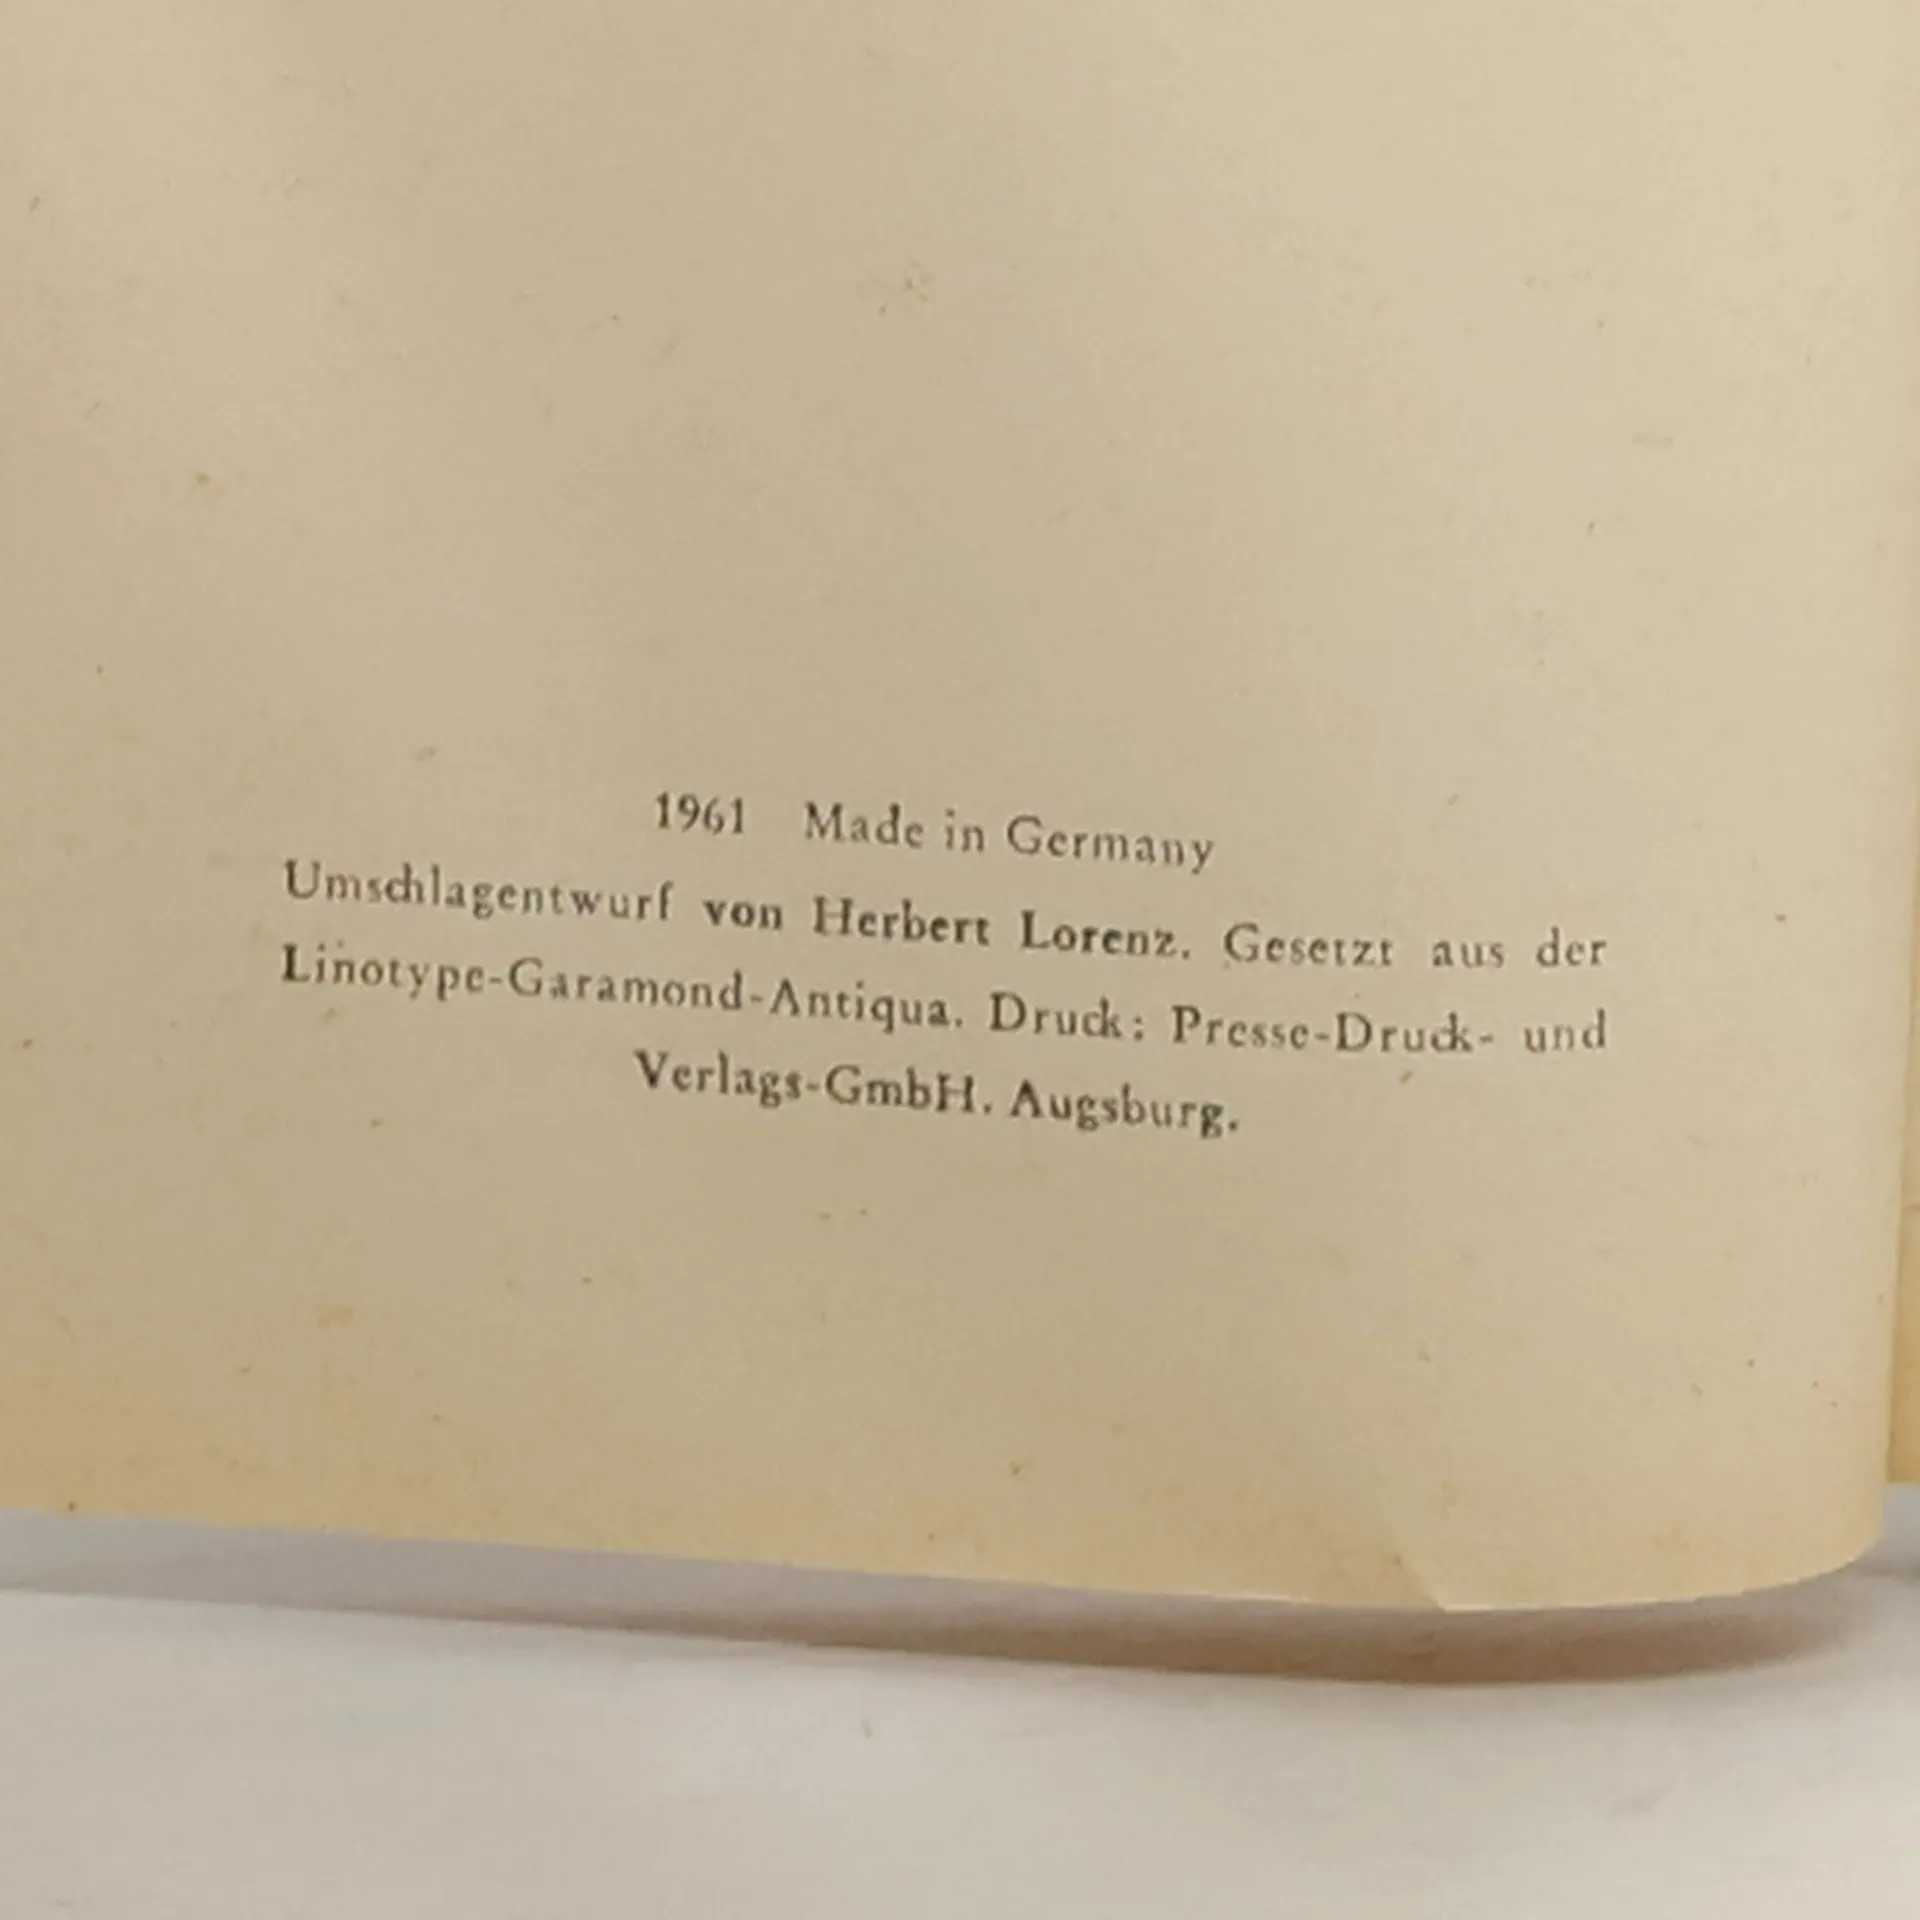 1961 Made in Germany
Umschlagentwurf von Herbert Lorenz. Gesetzt aus der
Linotype-Garamond-Antiqua. Druck: Presse-Druck- und
Verlags-GmbH. Augsburg.